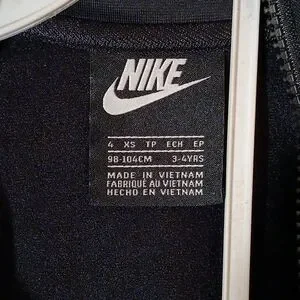 NIKE
4 XS TP ECH EP
98-104CM 3-4YRS
MADE IN VIETNAM
FABRIQUÉ AU VIETNAM
HECHO EN VIETNAM